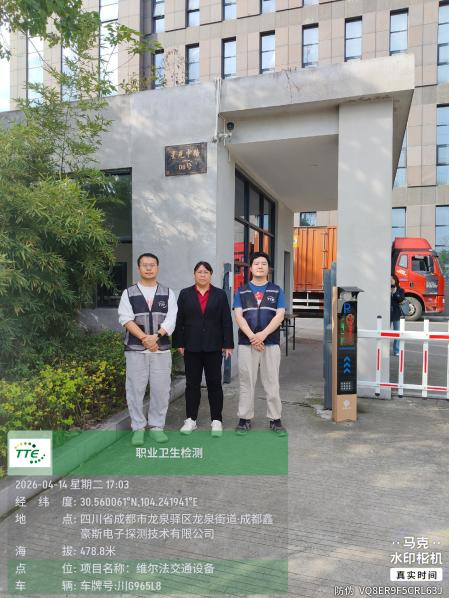 TTE
职业卫生检测
2026-04-14 星期二 17:03
经 纬 度: 30.560061°N,104.241941°E
地 点: 四川省成都市龙泉驿区龙泉街道·成都鑫
豪斯电子探测技术有限公司
海 拔: 478.8米
点 位: 项目名称: 维尔法交通设备
车 辆: 车牌号:川G965L8
马克
水印相机
真实时间
防伪 VQ8ER9F5CRL63J